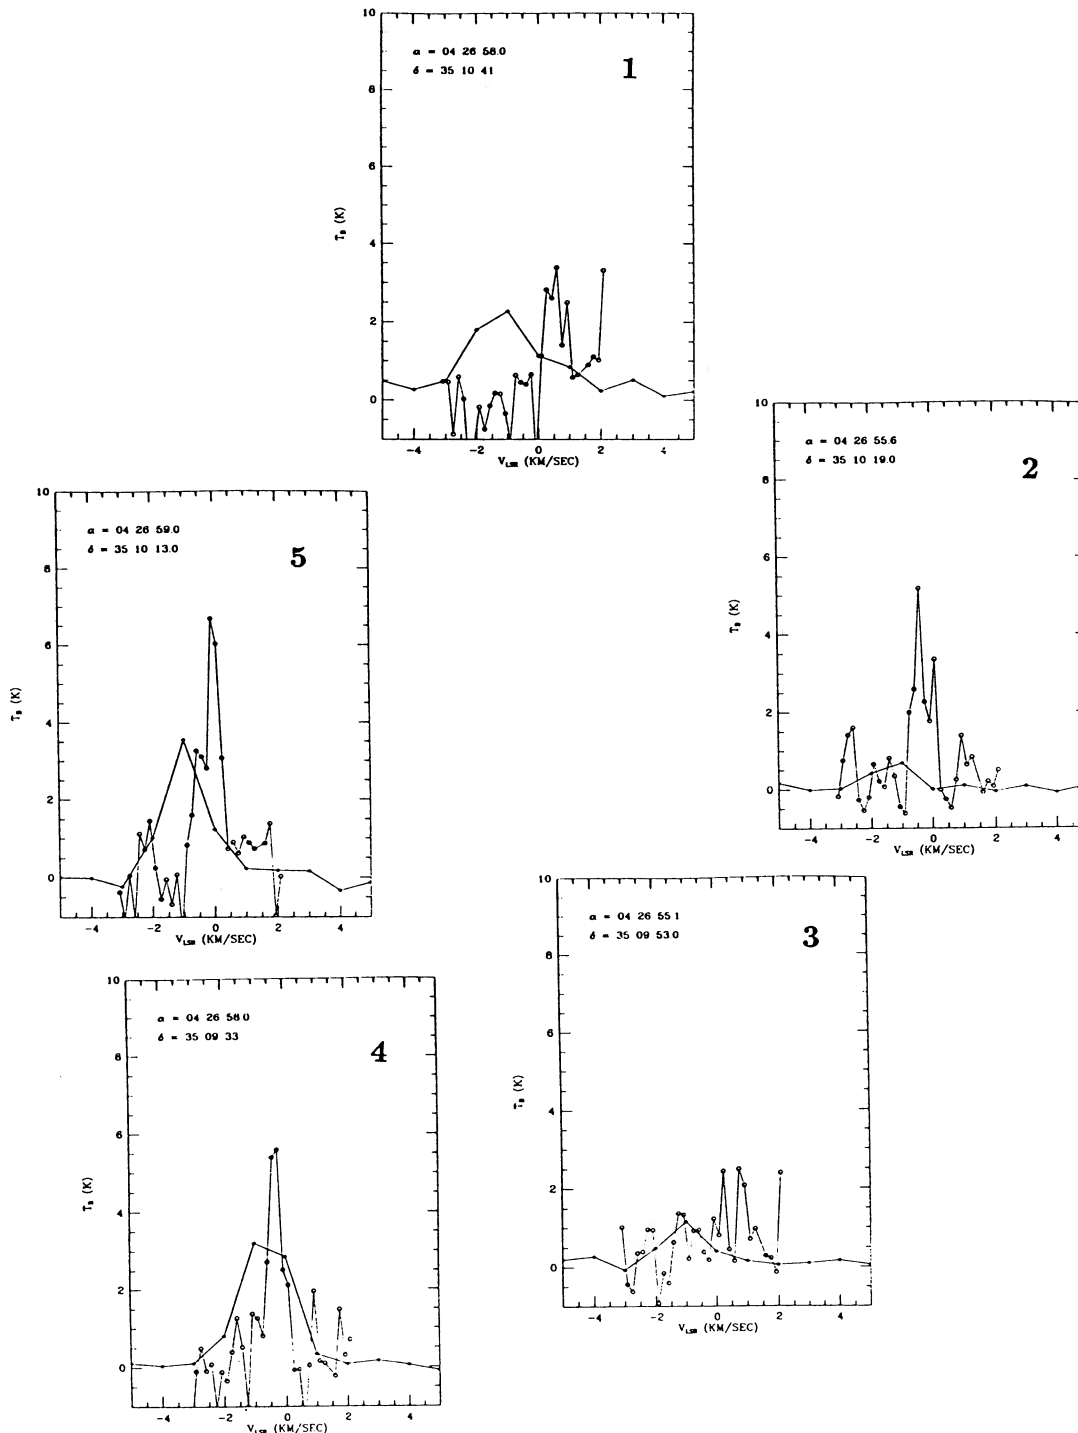 10
α = 04 26 58.0
δ = 35 10 41
1
8
6
T_B (K)
4
2
0
-4 -2 0 2 4
V_LSR (KM/SEC)
10
α = 04 26 55.6
δ = 35 10 19.0
2
8
6
T_B (K)
4
2
0
-4 -2 0 2 4
V_LSR (KM/SEC)
10
α = 04 26 59.0
δ = 35 10 13.0
5
8
6
T_B (K)
4
2
0
-4 -2 0 2 4
V_LSR (KM/SEC)
10
α = 04 26 55.1
δ = 35 09 53.0
3
8
6
T_B (K)
4
2
0
-4 -2 0 2 4
V_LSR (KM/SEC)
10
α = 04 26 58.0
δ = 35 09 33
4
8
6
T_B (K)
4
2
0
-4 -2 0 2 4
V_LSR (KM/SEC)